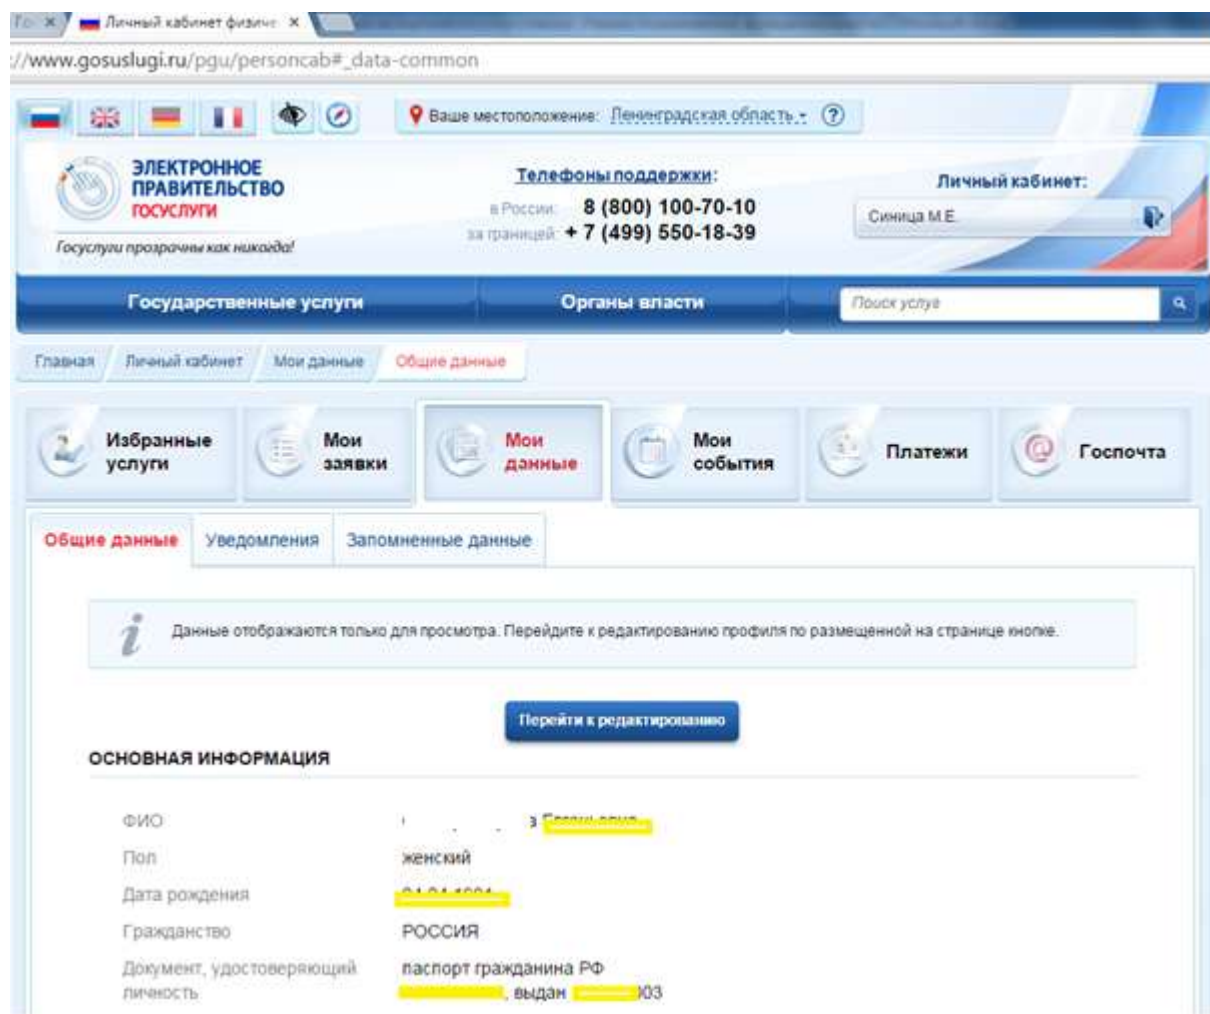 Личный кабинет физиче
://www.gosuslugi.ru/pgu/personcab#_data-common
Ваше местоположение: Ленинградская область
ЭЛЕКТРОННОЕ
ПРАВИТЕЛЬСТВО
ГОСУСЛУГИ
Госуслуги прозрачны как никогда!
Телефоны поддержки:
в России: 8 (800) 100-70-10
за границей: + 7 (499) 550-18-39
Личный кабинет:
Синица М.Е.
Государственные услуги
Органы власти
Поиск услуг
Главная
Личный кабинет
Мои данные
Общие данные
Избранные
услуги
Мои
заявки
Мои
данные
Мои
события
Платежи
Госпочта
Общие данные
Уведомления
Запомненные данные
Данные отображаются только для просмотра. Перейдите к редактированию профиля по размещенной на странице кнопке.
Перейти к редактированию
ОСНОВНАЯ ИНФОРМАЦИЯ
ФИО
Пол женский
Дата рождения
Гражданство РОССИЯ
Документ, удостоверяющий паспорт гражданина РФ
личность , выдан 003